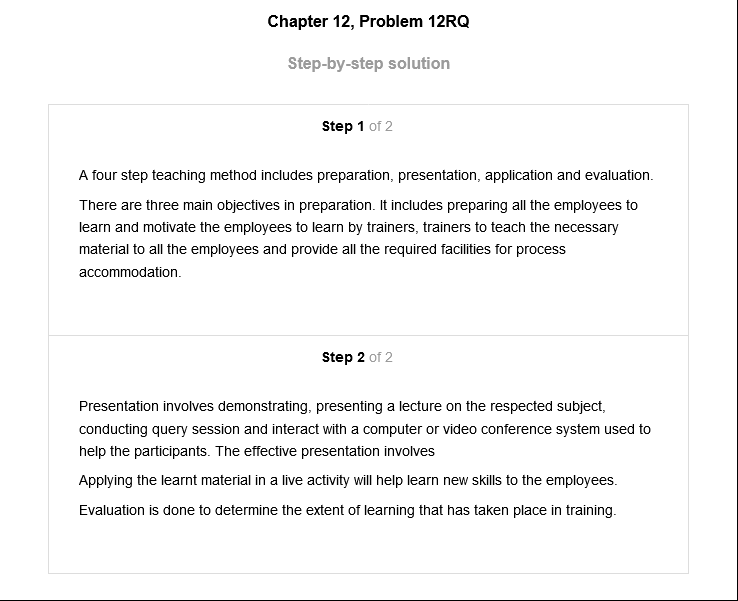 Chapter 12, Problem 12RQ
Step-by-step solution
Step 1 of 2
A four step teaching method includes preparation, presentation, application and evaluation.
There are three main objectives in preparation. It includes preparing all the employees to
learn and motivate the employees to learn by trainers, trainers to teach the necessary
material to all the employees and provide all the required facilities for process
accommodation.
Step 2 of 2
Presentation involves demonstrating, presenting a lecture on the respected subject,
conducting query session and interact with a computer or video conference system used to
help the participants. The effective presentation involves
Applying the learnt material in a live activity will help learn new skills to the employees.
Evaluation is done to determine the extent of learning that has taken place in training.